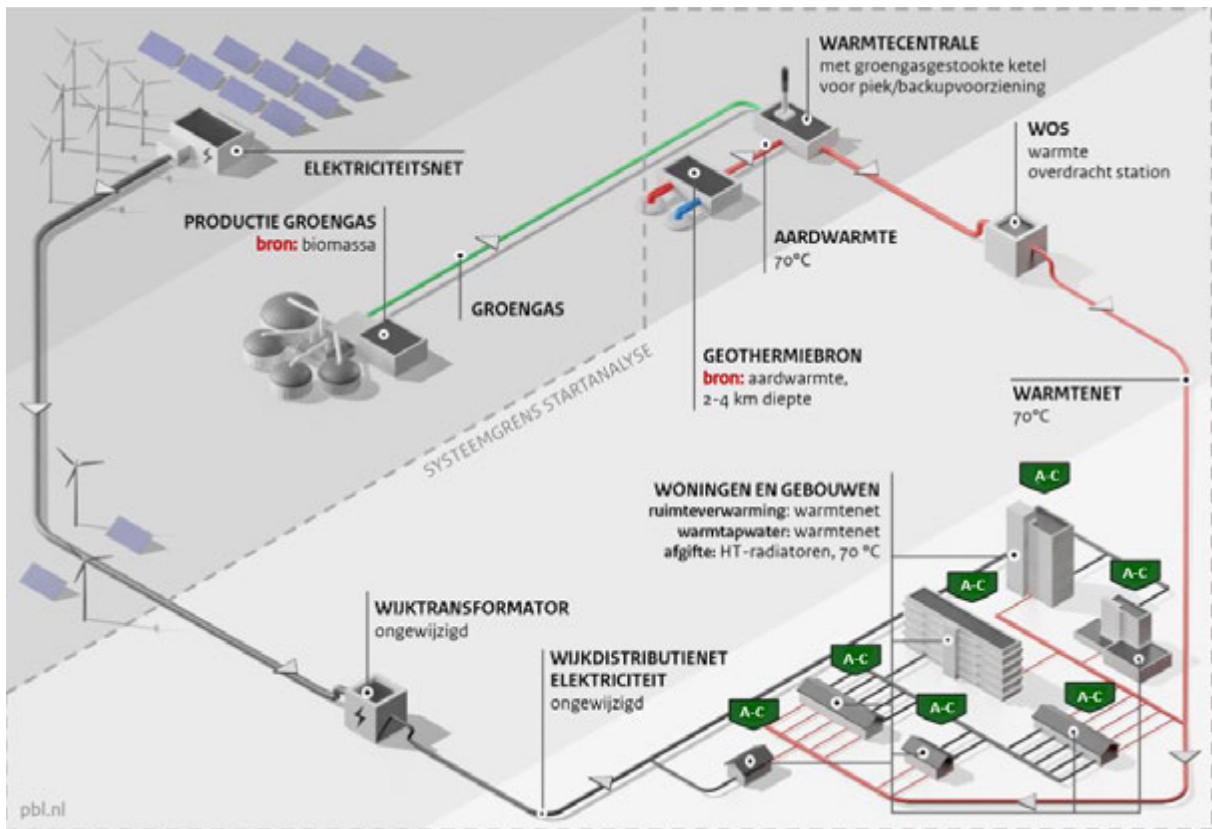 WARMTECENTRALE
met groengasgestookte ketel
voor piek/backupvoorziening
WOS
warmte
overdracht station
ELEKTRICITEITSNET
PRODUCTIE GROENGAS
bron: biomassa
AARDWARMTE
70°C
GROENGAS
GEOTHERMIEBRON
bron: aardwarmte,
2-4 km diepte
WARMTENET
70°C
SYSTEEMGRENS STARTANALYSE
WONINGEN EN GEBOUWEN
ruimteverwarming: warmtenet
warmtapwater: warmtenet
afgifte: HT-radiatoren, 70 °C
A-C
A-C
A-C
A-C
A-C
A-C
A-C
WIJKTRANSFORMATOR
ongewijzigd
WIJKDISTRIBUTIENET
ELEKTRICITEIT
ongewijzigd
pbl.nl